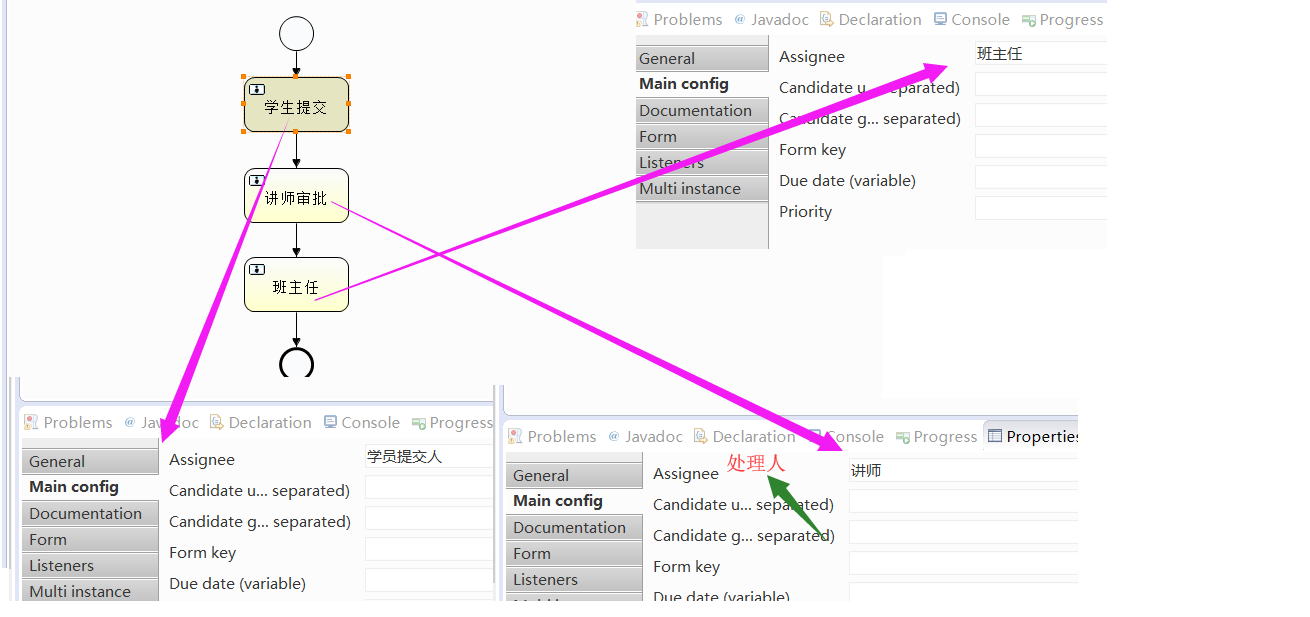 学生提交
讲师审批
班主任
Problems @ Javadoc Declaration Console Progress
General
Main config
Documentation
Form
Listeners
Multi instance
Assignee 班主任
Candidate u... separated)
Candidate g... separated)
Form key
Due date (variable)
Priority
Problems @ Javadoc Declaration Console Progress
General
Main config
Documentation
Form
Listeners
Multi instance
Assignee 学员提交人
Candidate u... separated)
Candidate g... separated)
Form key
Due date (variable)
Problems @ Javadoc Declaration Console Progress Properties
General
Main config
Documentation
Form
Listeners
Assignee 处理人 讲师
Candidate u... separated)
Candidate g... separated)
Form key
Due date (variable)